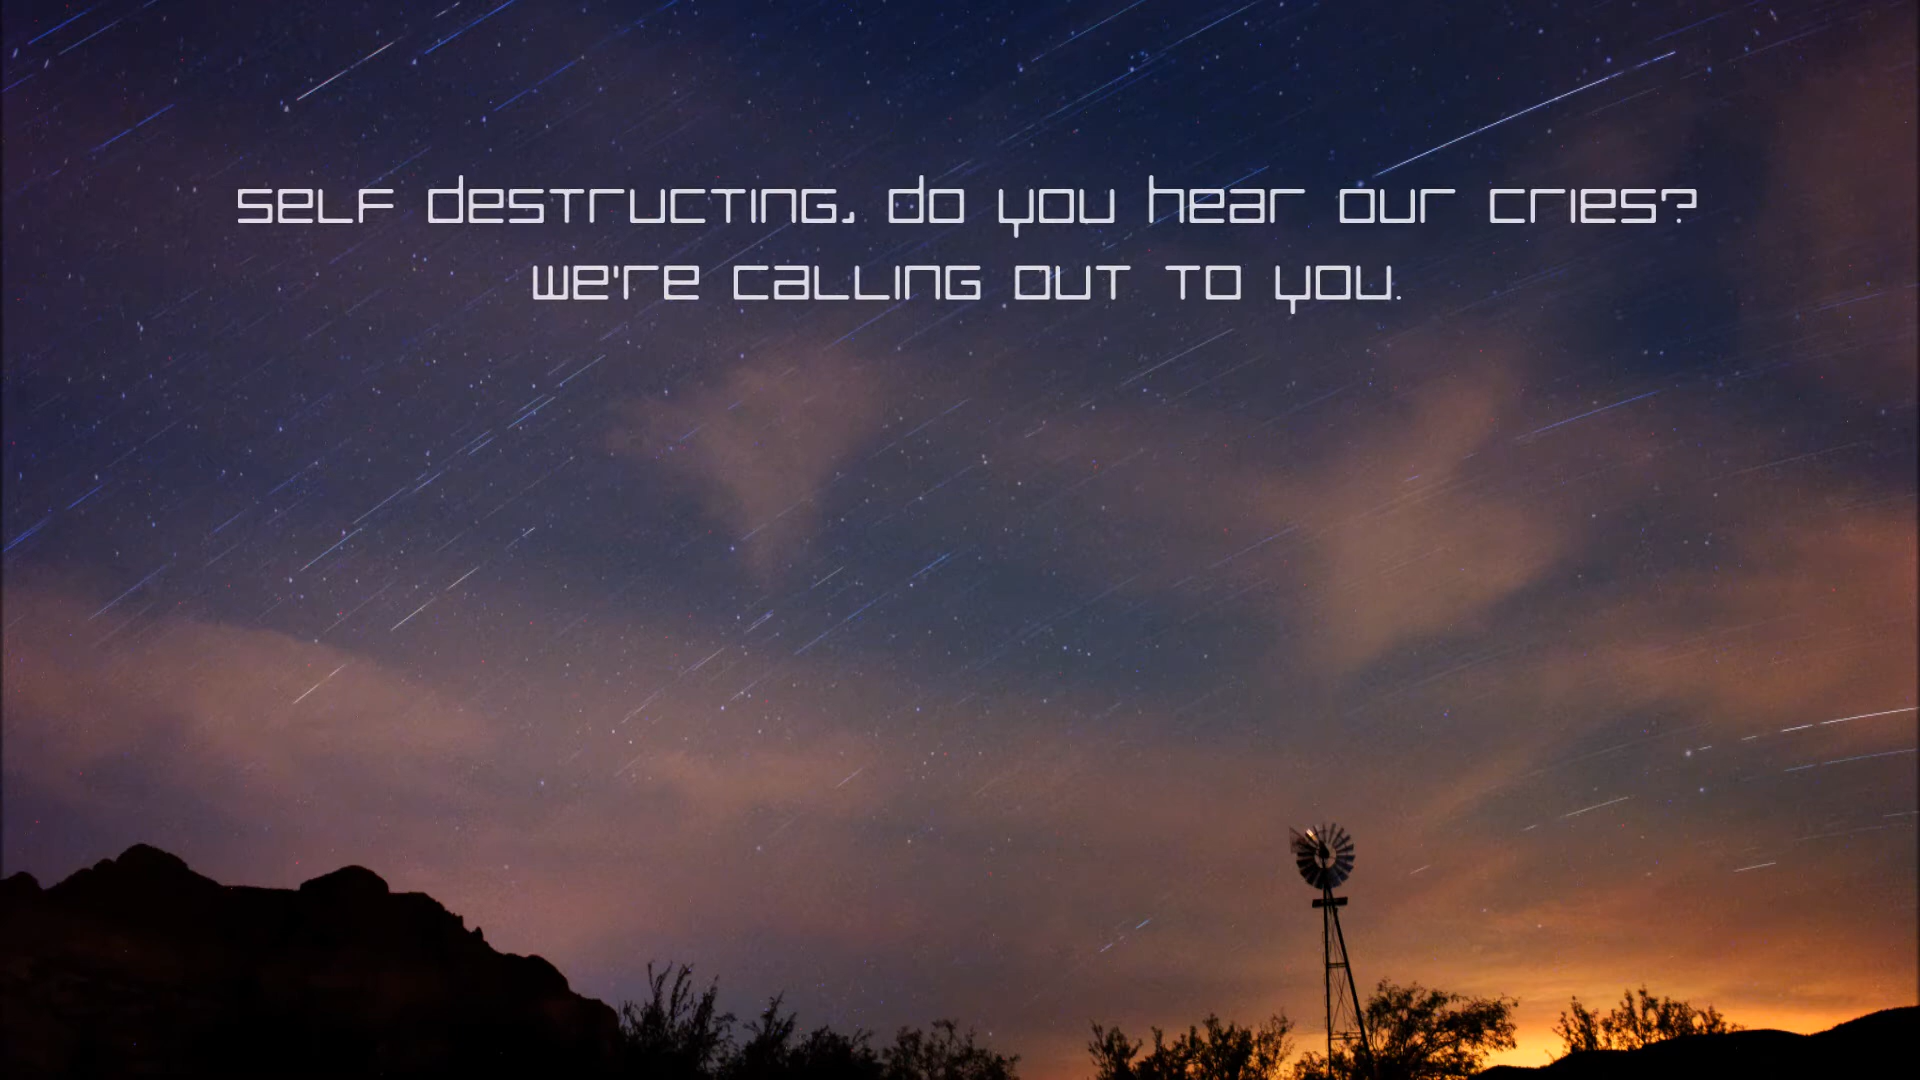 self destructing, do you hear our cries?
we're calling out to you.